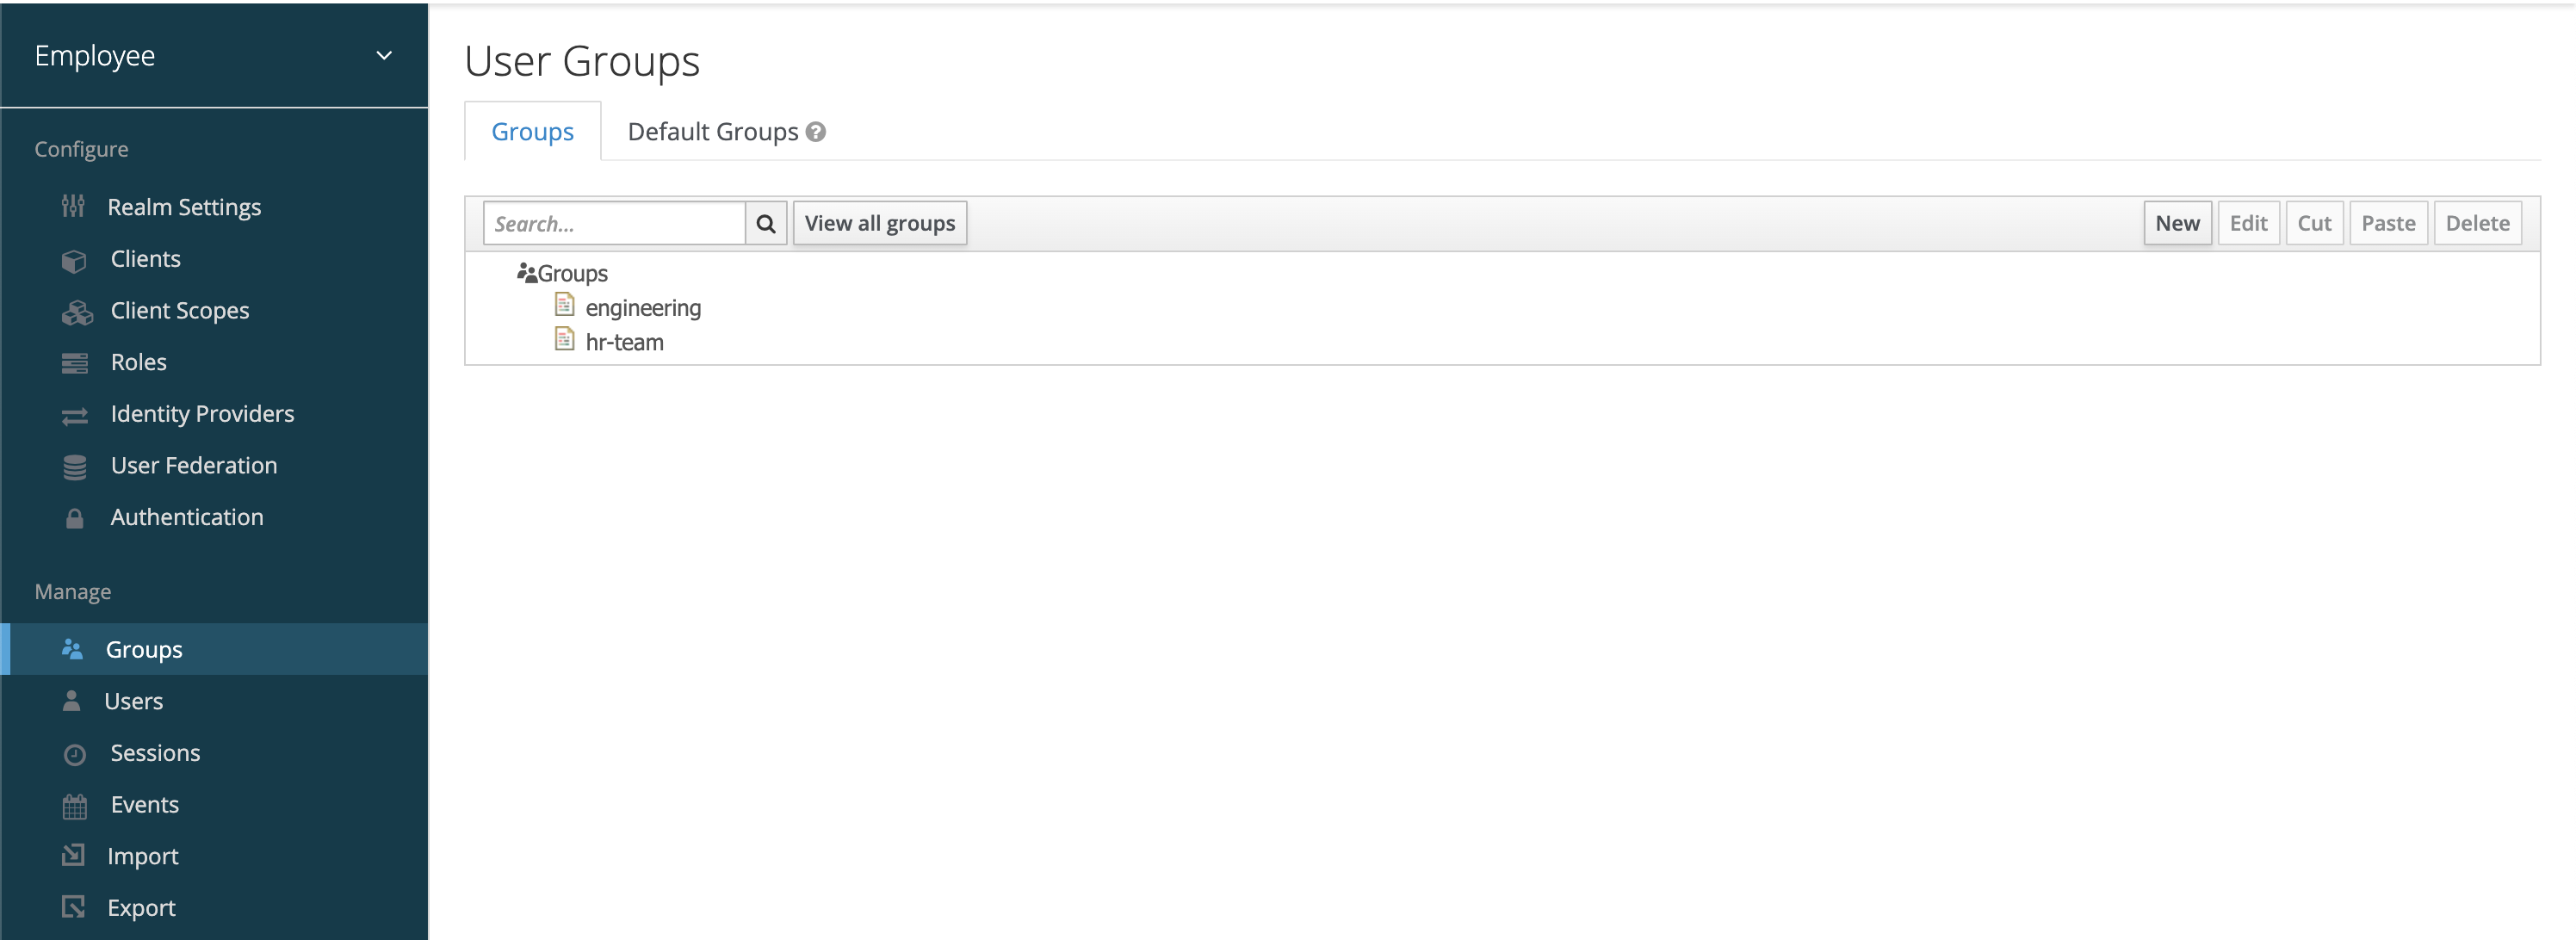 Employee
Configure
Realm Settings
Clients
Client Scopes
Roles
Identity Providers
User Federation
Authentication
Manage
Groups
Users
Sessions
Events
Import
Export
User Groups
Groups Default Groups ?
Search... View all groups New Edit Cut Paste Delete
Groups
engineering
hr-team